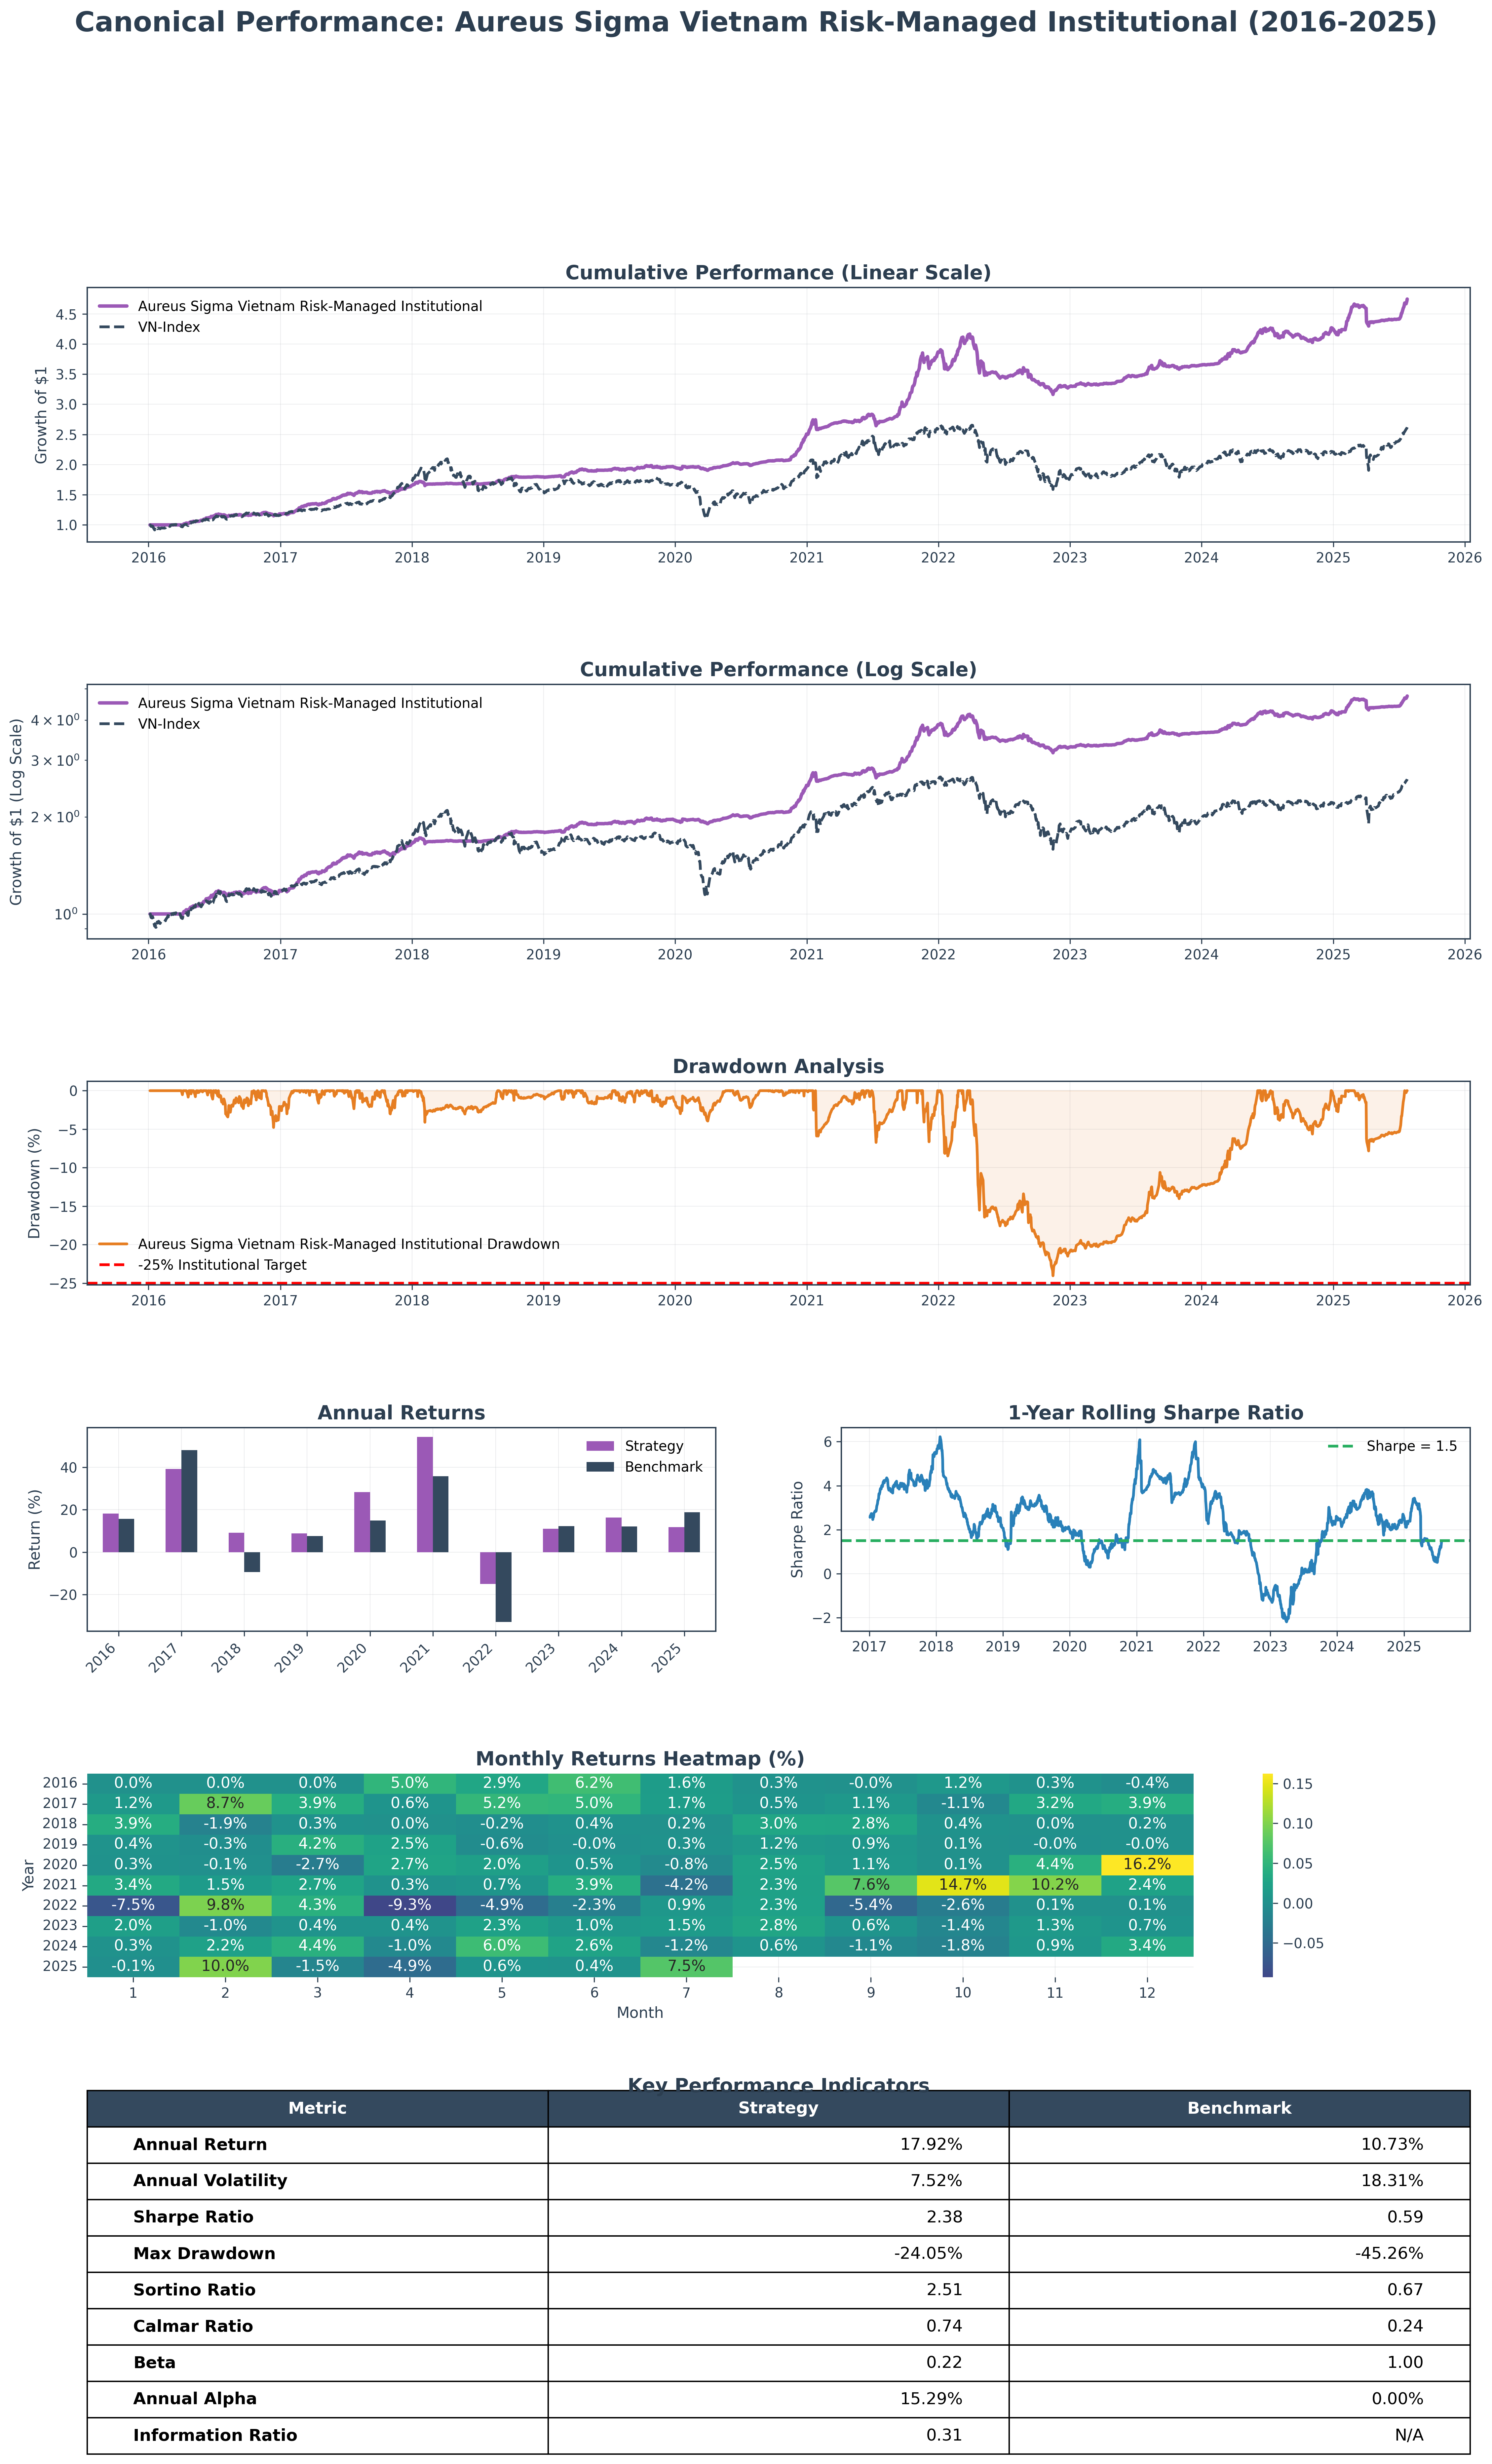 Canonical Performance: Aureus Sigma Vietnam Risk-Managed Institutional (2016-2025)
Cumulative Performance (Linear Scale)
Aureus Sigma Vietnam Risk-Managed Institutional
VN-Index
Growth of $1
4.5
4.0
3.5
3.0
2.5
2.0
1.5
1.0
2016 2017 2018 2019 2020 2021 2022 2023 2024 2025 2026
Cumulative Performance (Log Scale)
Aureus Sigma Vietnam Risk-Managed Institutional
VN-Index
Growth of $1 (Log Scale)
4 × 10⁰
3 × 10⁰
2 × 10⁰
10⁰
2016 2017 2018 2019 2020 2021 2022 2023 2024 2025 2026
Drawdown Analysis
Drawdown (%)
0
−5
−10
−15
−20
−25
Aureus Sigma Vietnam Risk-Managed Institutional Drawdown
-25% Institutional Target
2016 2017 2018 2019 2020 2021 2022 2023 2024 2025 2026
Annual Returns
Strategy
Benchmark
Return (%)
40
20
0
−20
2016 2017 2018 2019 2020 2021 2022 2023 2024 2025
1-Year Rolling Sharpe Ratio
Sharpe = 1.5
Sharpe Ratio
6
4
2
0
−2
2017 2018 2019 2020 2021 2022 2023 2024 2025
Monthly Returns Heatmap (%)
Year
2016 0.0% 0.0% 0.0% 5.0% 2.9% 6.2% 1.6% 0.3% -0.0% 1.2% 0.3% -0.4%
2017 1.2% 8.7% 3.9% 0.6% 5.2% 5.0% 1.7% 0.5% 1.1% -1.1% 3.2% 3.9%
2018 3.9% -1.9% 0.3% 0.0% -0.2% 0.4% 0.2% 3.0% 2.8% 0.4% 0.0% 0.2%
2019 0.4% -0.3% 4.2% 2.5% -0.6% -0.0% 0.3% 1.2% 0.9% 0.1% -0.0% -0.0%
2020 0.3% -0.1% -2.7% 2.7% 2.0% 0.5% -0.8% 2.5% 1.1% 0.1% 4.4% 16.2%
2021 3.4% 1.5% 2.7% 0.3% 0.7% 3.9% -4.2% 2.3% 7.6% 14.7% 10.2% 2.4%
2022 -7.5% 9.8% 4.3% -9.3% -4.9% -2.3% 0.9% 2.3% -5.4% -2.6% 0.1% 0.1%
2023 2.0% -1.0% 0.4% 0.4% 2.3% 1.0% 1.5% 2.8% 0.6% -1.4% 1.3% 0.7%
2024 0.3% 2.2% 4.4% -1.0% 6.0% 2.6% -1.2% 0.6% -1.1% -1.8% 0.9% 3.4%
2025 -0.1% 10.0% -1.5% -4.9% 0.6% 0.4% 7.5%
1 2 3 4 5 6 7 8 9 10 11 12
Month
0.15
0.10
0.05
0.00
−0.05
Key Performance Indicators
Metric Strategy Benchmark
Annual Return 17.92% 10.73%
Annual Volatility 7.52% 18.31%
Sharpe Ratio 2.38 0.59
Max Drawdown -24.05% -45.26%
Sortino Ratio 2.51 0.67
Calmar Ratio 0.74 0.24
Beta 0.22 1.00
Annual Alpha 15.29% 0.00%
Information Ratio 0.31 N/A